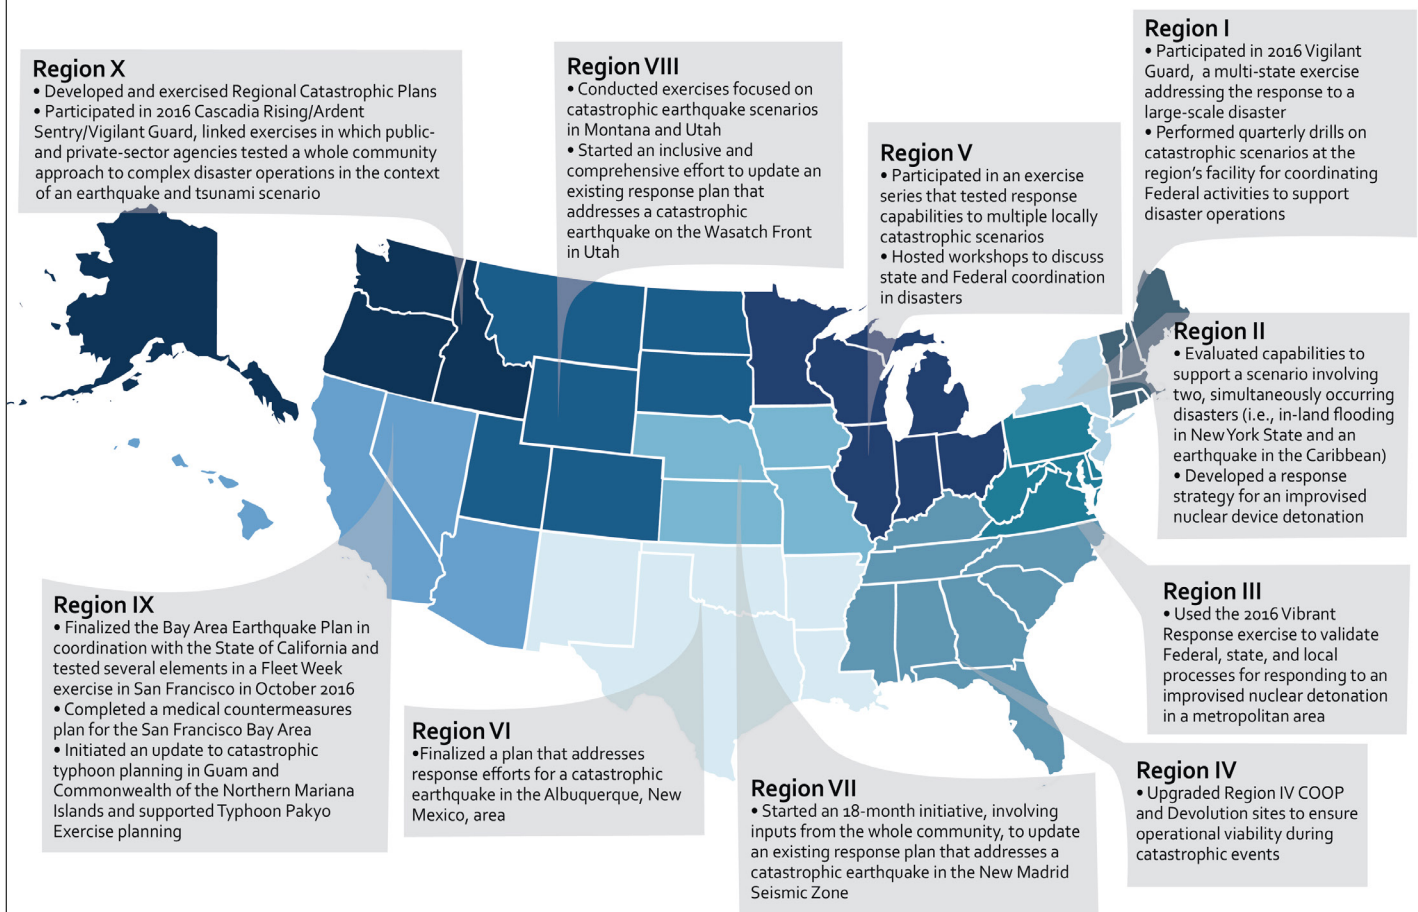 Region X
• Developed and exercised Regional Catastrophic Plans
• Participated in 2016 Cascadia Rising/Ardent
Sentry/Vigilant Guard, linked exercises in which public-
and private-sector agencies tested a whole community
approach to complex disaster operations in the context
of an earthquake and tsunami scenario
Region VIII
• Conducted exercises focused on
catastrophic earthquake scenarios
in Montana and Utah
• Started an inclusive and
comprehensive effort to update an
existing response plan that
addresses a catastrophic
earthquake on the Wasatch Front
in Utah
Region V
• Participated in an exercise
series that tested response
capabilities to multiple locally
catastrophic scenarios
• Hosted workshops to discuss
state and Federal coordination
in disasters
Region I
• Participated in 2016 Vigilant
Guard, a multi-state exercise
addressing the response to a
large-scale disaster
• Performed quarterly drills on
catastrophic scenarios at the
region's facility for coordinating
Federal activities to support
disaster operations
Region II
• Evaluated capabilities to
support a scenario involving
two, simultaneously occurring
disasters (i.e., in-land flooding
in New York State and an
earthquake in the Caribbean)
• Developed a response
strategy for an improvised
nuclear device detonation
Region IX
• Finalized the Bay Area Earthquake Plan in
coordination with the State of California and
tested several elements in a Fleet Week
exercise in San Francisco in October 2016
• Completed a medical countermeasures
plan for the San Francisco Bay Area
• Initiated an update to catastrophic
typhoon planning in Guam and
Commonwealth of the Northern Mariana
Islands and supported Typhoon Pakyo
Exercise planning
Region VI
•Finalized a plan that addresses
response efforts for a catastrophic
earthquake in the Albuquerque, New
Mexico, area
Region VII
• Started an 18-month initiative, involving
inputs from the whole community, to update
an existing response plan that addresses a
catastrophic earthquake in the New Madrid
Seismic Zone
Region III
• Used the 2016 Vibrant
Response exercise to validate
Federal, state, and local
processes for responding to an
improvised nuclear detonation
in a metropolitan area
Region IV
• Upgraded Region IV COOP
and Devolution sites to ensure
operational viability during
catastrophic events